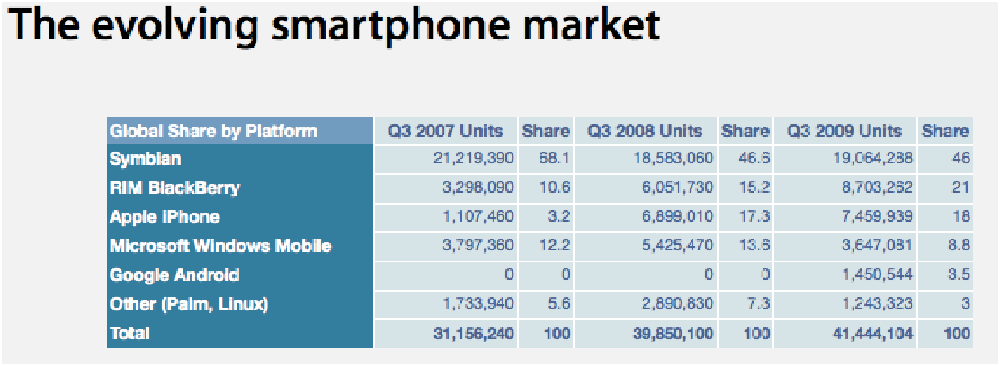 The evolving smartphone market
Global Share by Platform Q3 2007 Units Share Q3 2008 Units Share Q3 2009 Units Share
Symbian 21,219,390 68.1 18,583,060 46.6 19,064,288 46
RIM BlackBerry 3,298,090 10.6 6,051,730 15.2 8,703,262 21
Apple iPhone 1,107,460 3.2 6,899,010 17.3 7,459,939 18
Microsoft Windows Mobile 3,797,360 12.2 5,425,470 13.6 3,647,081 8.8
Google Android 0 0 0 0 1,450,544 3.5
Other (Palm, Linux) 1,733,940 5.6 2,890,830 7.3 1,243,323 3
Total 31,156,240 100 39,850,100 100 41,444,104 100